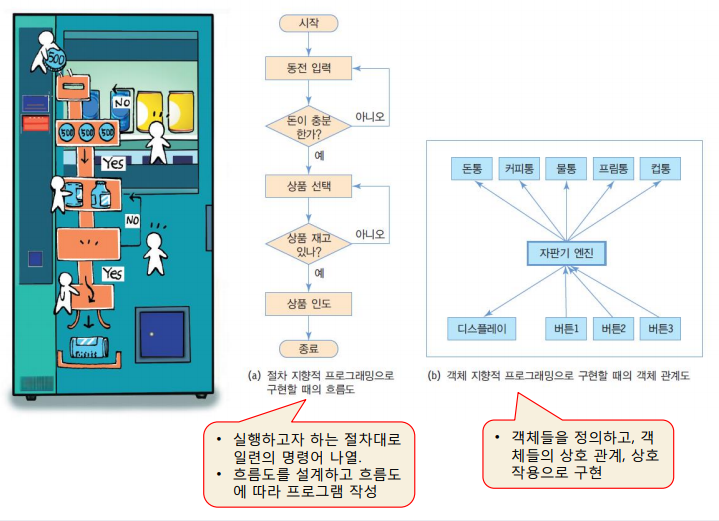 500
NO
500 500 500
Yes
NO
Yes
시작
동전 입력
돈이 충분
한가?
아니오
예
상품 선택
상품 재고
있나?
아니오
예
상품 인도
종료
(a) 절차 지향적 프로그래밍으로
구현할 때의 흐름도
• 실행하고자 하는 절차대로
일련의 명령어 나열.
• 흐름도를 설계하고 흐름도
에 따라 프로그램 작성
돈통
커피통
물통
프림통
컵통
자판기 엔진
디스플레이
버튼1
버튼2
버튼3
(b) 객체 지향적 프로그래밍으로 구현할 때의 객체 관계도
• 객체들을 정의하고, 객
체들의 상호 관계, 상호
작용으로 구현